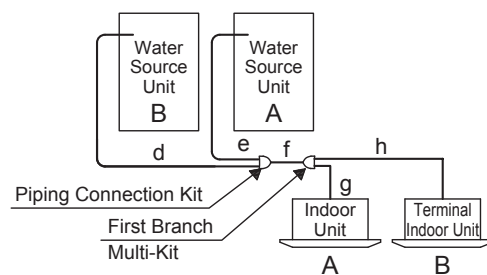 Water
Source
Unit
B
Water
Source
Unit
A
d
e
f
h
g
Piping Connection Kit
First Branch
Multi-Kit
Indoor
Unit
A
Terminal
Indoor Unit
B